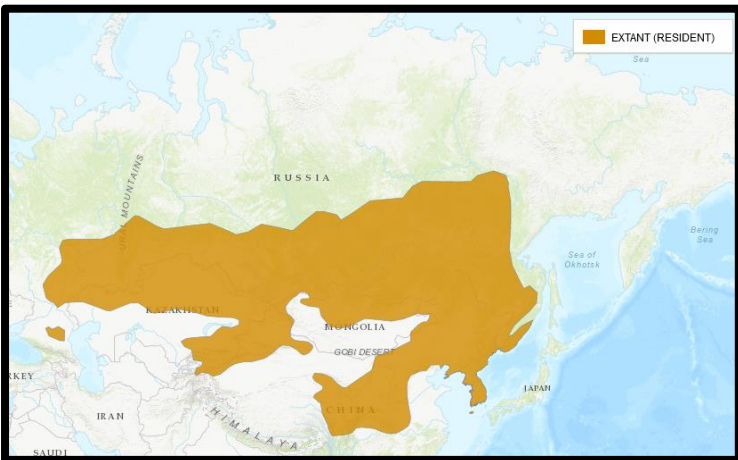 EXTANT (RESIDENT)
Sea
RUSSIA
URAL MOUNTAINS
Bering
Sea
Sea of
Okhotsk
KAZAKHSTAN
MONGOLIA
GOBI DESERT
RKEY
JAPAN
IRAN
CHINA
HIMALAYA
SAUDI